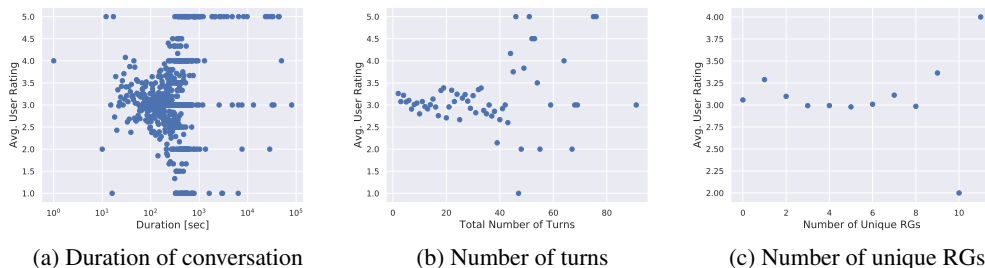 5.0
4.5
4.0
3.5
3.0
2.5
2.0
1.5
1.0
Avg. User Rating
10⁰ 10¹ 10² 10³ 10⁴ 10⁵
Duration [sec]
(a) Duration of conversation
5.0
4.5
4.0
3.5
3.0
2.5
2.0
1.5
1.0
Avg. User Rating
0 20 40 60 80
Total Number of Turns
(b) Number of turns
4.00
3.75
3.50
3.25
3.00
2.75
2.50
2.25
2.00
Avg. User Rating
0 2 4 6 8 10
Number of Unique RGs
(c) Number of unique RGs